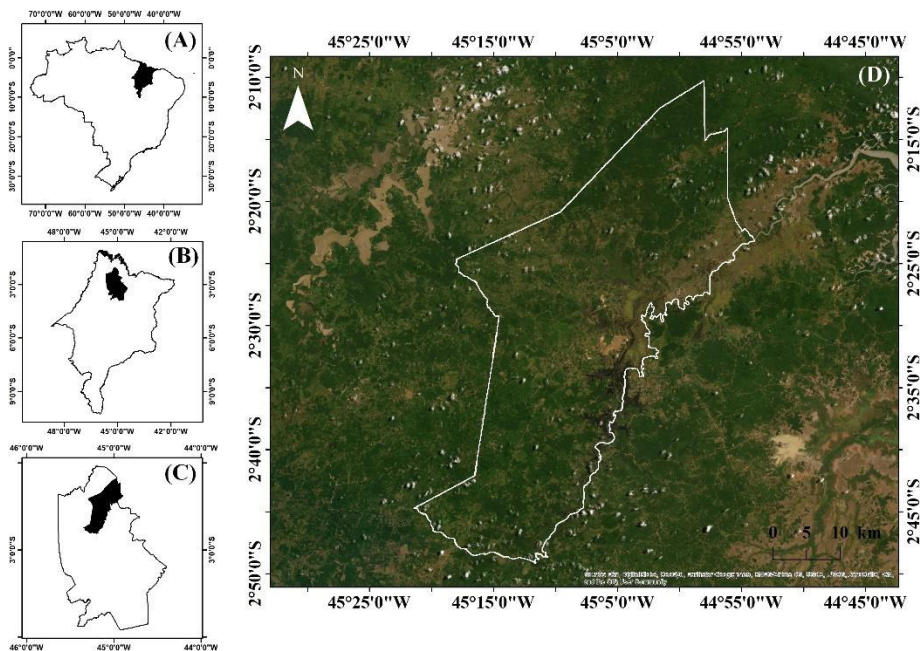 70°0'0"W 60°0'0"W 50°0'0"W 40°0'0"W
(A)
0°0'0"S
10°0'0"S
20°0'0"S
30°0'0"S
0°0'0"S
10°0'0"S
20°0'0"S
30°0'0"S
70°0'0"W 60°0'0"W 50°0'0"W 40°0'0"W
48°0'0"W 45°0'0"W 42°0'0"W
(B)
3°0'0"S
6°0'0"S
9°0'0"S
3°0'0"S
6°0'0"S
9°0'0"S
48°0'0"W 45°0'0"W 42°0'0"W
46°0'0"W 45°0'0"W 44°0'0"W
(C)
3°0'0"S
3°0'0"S
46°0'0"W 45°0'0"W 44°0'0"W
45°25'0"W 45°15'0"W 45°5'0"W 44°55'0"W 44°45'0"W
(D)
N
2°10'0"S
2°20'0"S
2°30'0"S
2°40'0"S
2°50'0"S
2°15'0"S
2°25'0"S
2°35'0"S
2°45'0"S
0 5 10 km
45°25'0"W 45°15'0"W 45°5'0"W 44°55'0"W 44°45'0"W